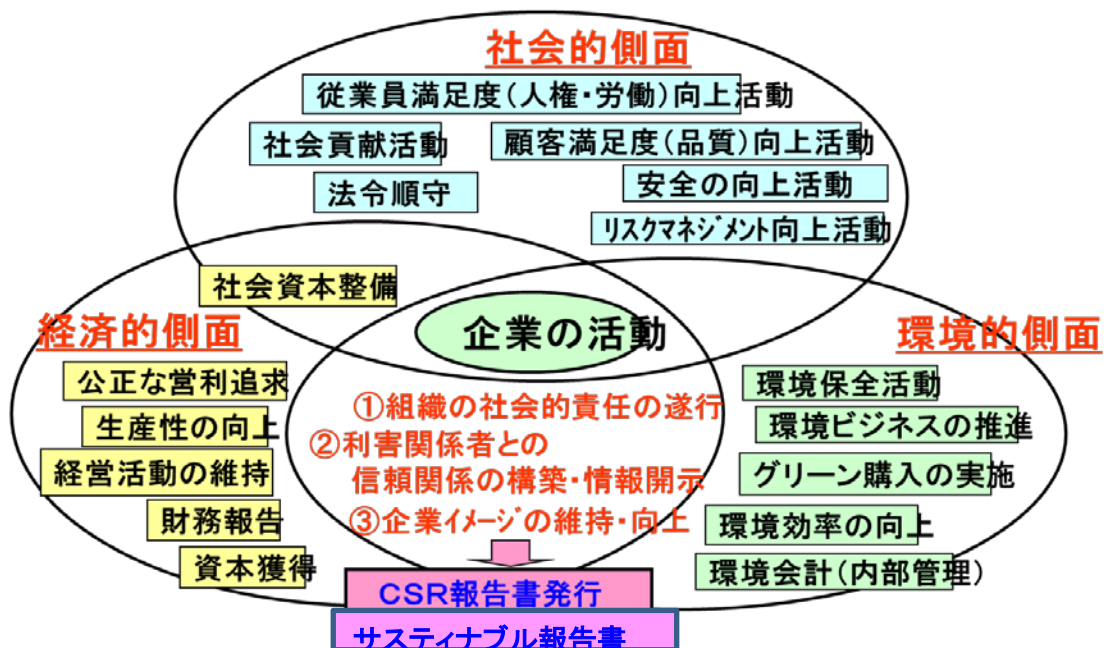 社会的側面
従業員満足度(人権・労働)向上活動
社会貢献活動
顧客満足度(品質)向上活動
法令順守
安全の向上活動
リスクマネジメント向上活動
社会資本整備
企業の活動
経済的側面
公正な営利追求
生産性の向上
経営活動の維持
財務報告
資本獲得
環境的側面
環境保全活動
環境ビジネスの推進
グリーン購入の実施
環境効率の向上
環境会計(内部管理)
①組織の社会的責任の遂行
②利害関係者との
信頼関係の構築・情報開示
③企業イメージの維持・向上
CSR報告書発行
サスティナブル報告書